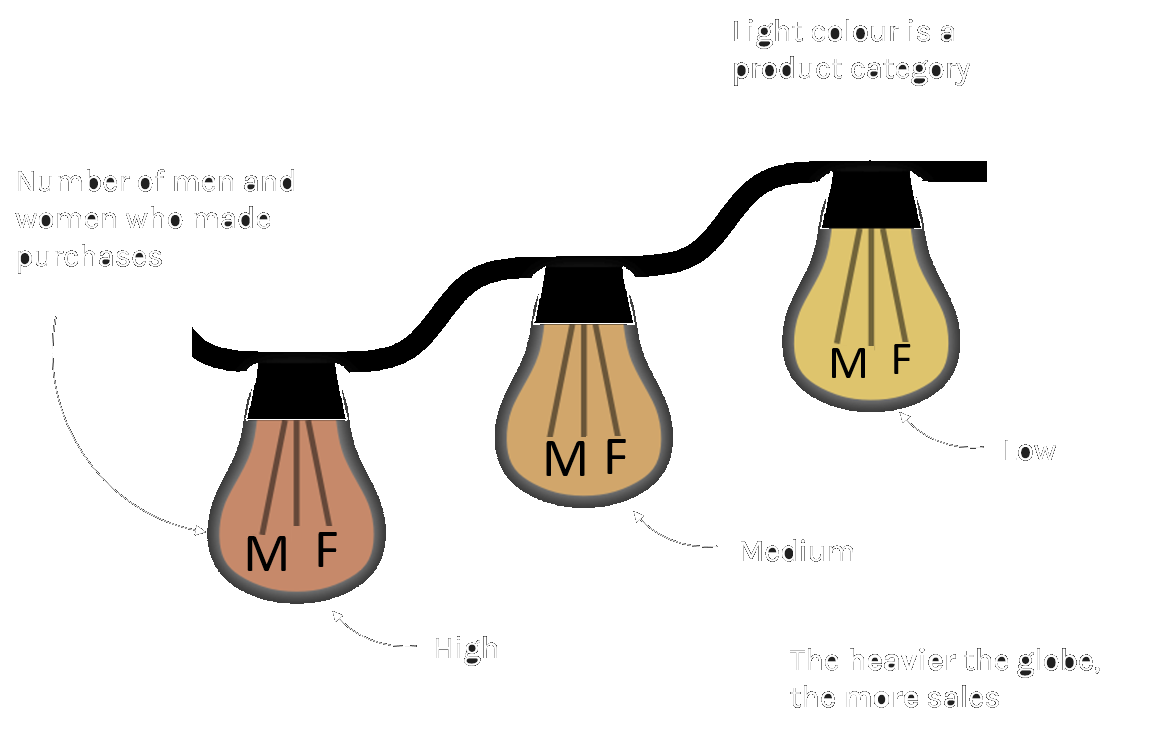 Light colour is a
product category
Number of men and
women who made
purchases
M F
M F
M F
Low
Medium
High
The heavier the globe,
the more sales